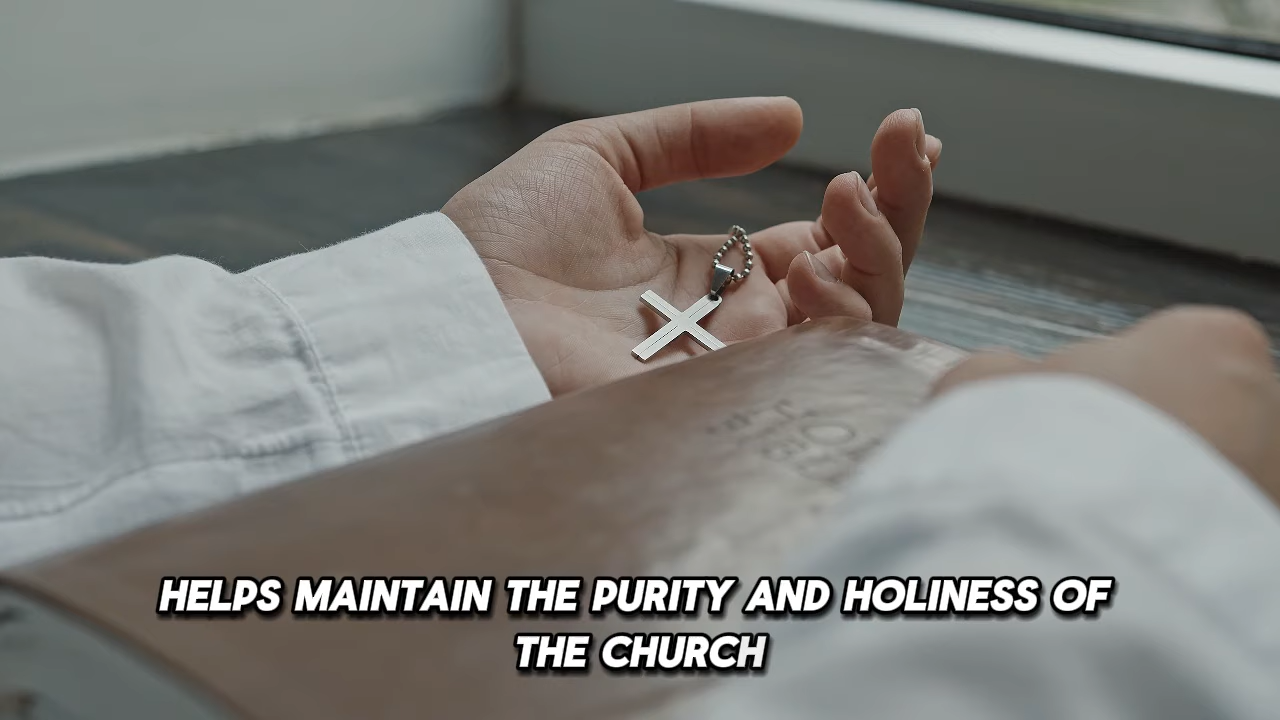 HELPS MAINTAIN THE PURITY AND HOLINESS OF
THE CHURCH